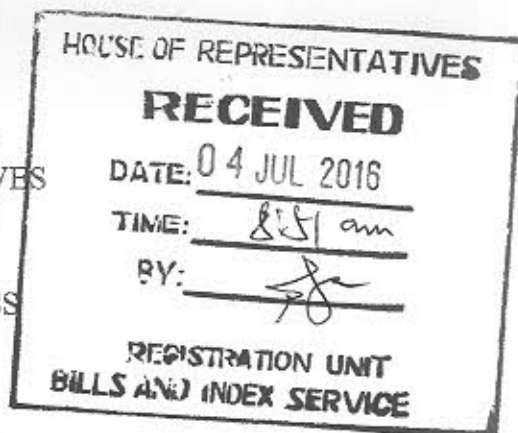 HOUSE OF REPRESENTATIVES
RECEIVED
DATE: 04 JUL 2016
TIME: 8:51 am
BY:
REGISTRATION UNIT
BILLS AND INDEX SERVICE